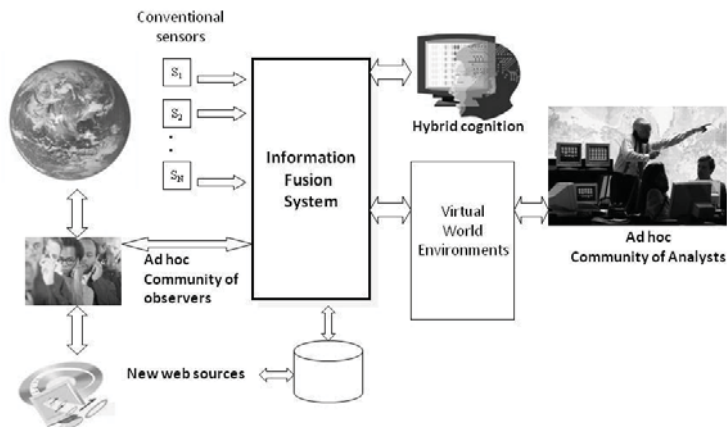 Conventional
sensors
S1
S2
SN
Information
Fusion
System
Hybrid cognition
Virtual
World
Environments
Ad hoc
Community of Analysts
Ad hoc
Community of
observers
New web sources